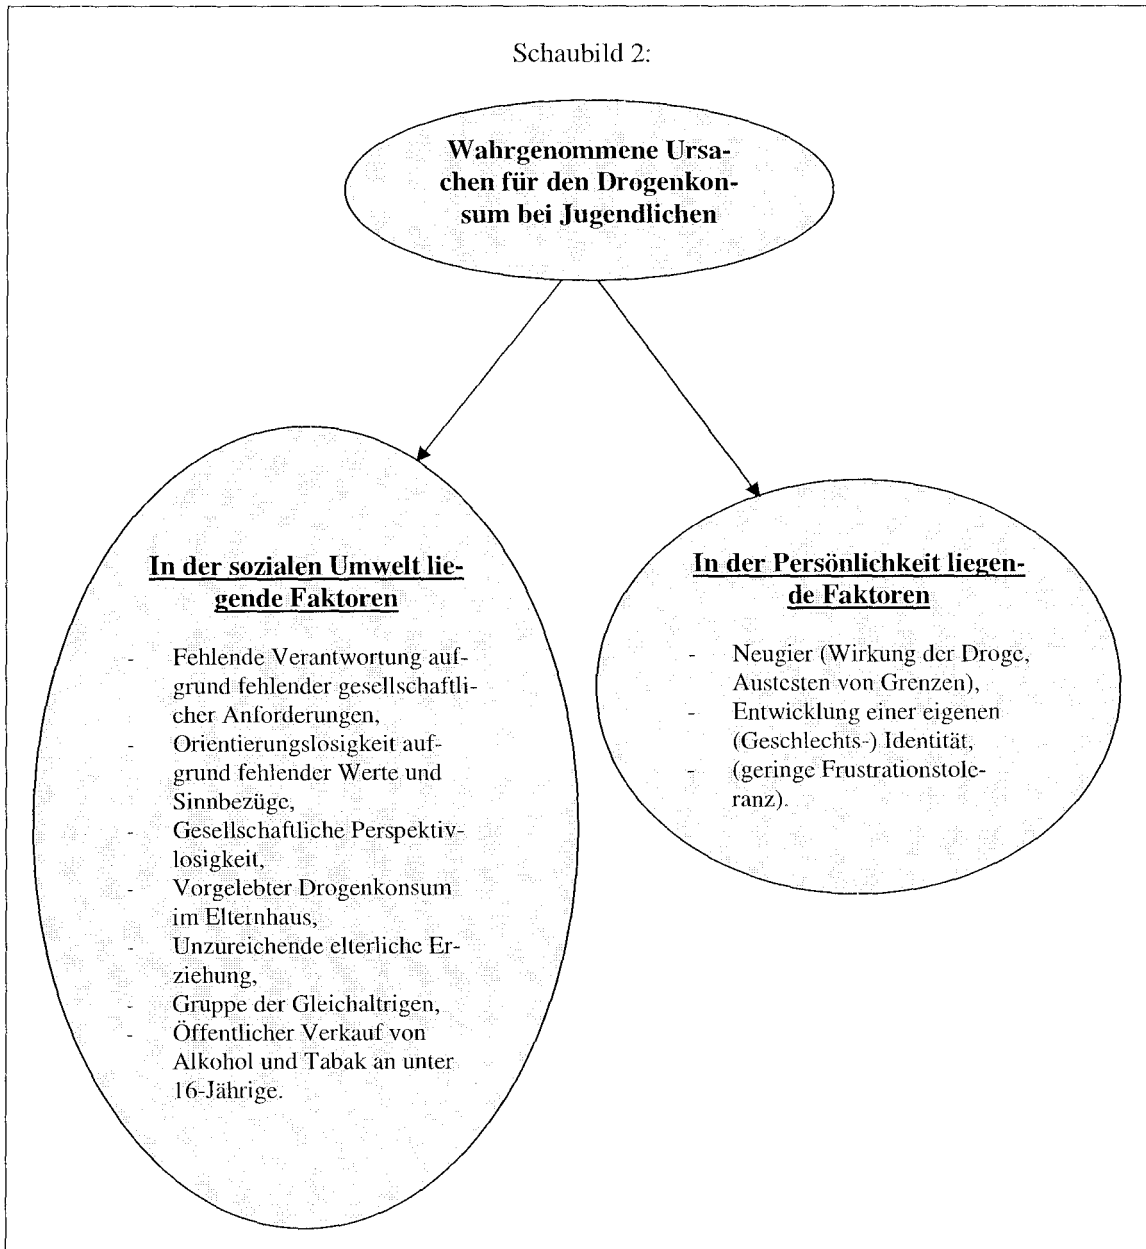 Schaubild 2:
Wahrgenommene Ursa-
chen für den Drogenkon-
sum bei Jugendlichen
In der sozialen Umwelt lie-
gende Faktoren
- Fehlende Verantwortung auf-
grund fehlender gesellschaftli-
cher Anforderungen,
- Orientierungslosigkeit auf-
grund fehlender Werte und
Sinnbezüge,
- Gesellschaftliche Perspektiv-
losigkeit,
- Vorgelebter Drogenkonsum
im Elternhaus,
- Unzureichende elterliche Er-
ziehung,
- Gruppe der Gleichaltrigen,
- Öffentlicher Verkauf von
Alkohol und Tabak an unter
16-Jährige.
In der Persönlichkeit liegen-
de Faktoren
- Neugier (Wirkung der Droge,
Austesten von Grenzen),
- Entwicklung einer eigenen
(Geschlechts-) Identität,
- (geringe Frustrationstole-
ranz).